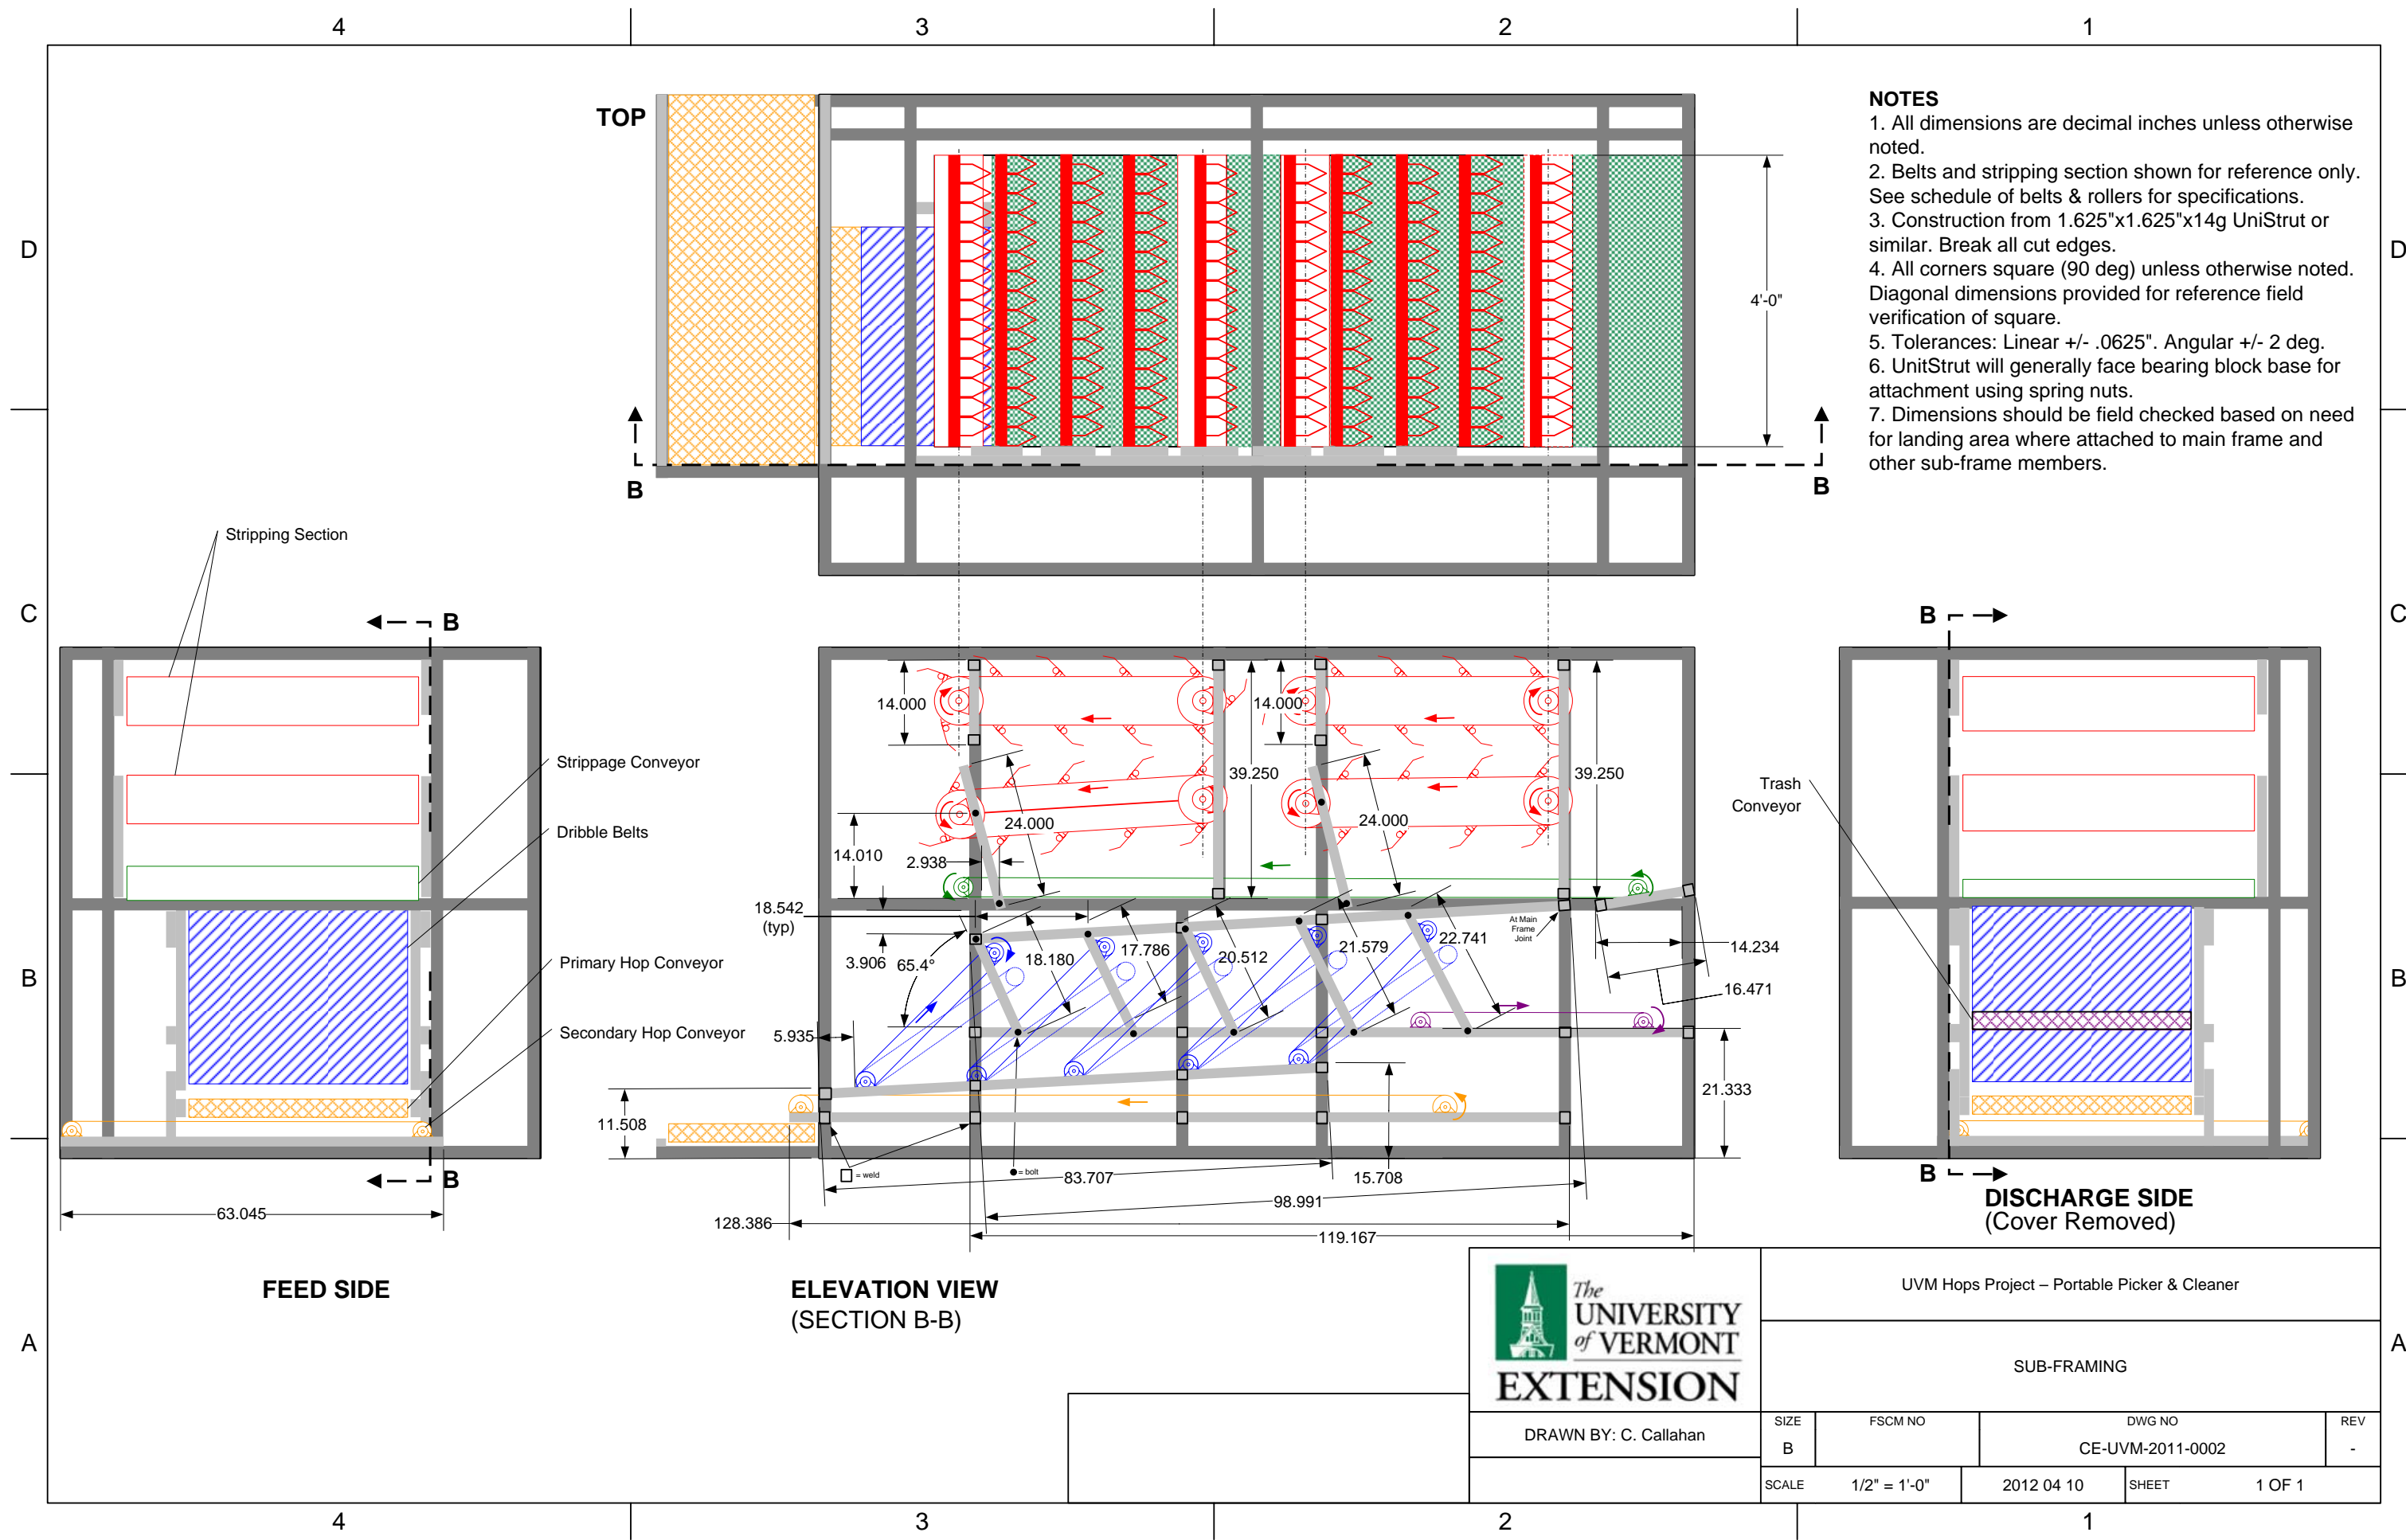 4
3
2
1
TOP
NOTES
1. All dimensions are decimal inches unless otherwise
noted.
2. Belts and stripping section shown for reference only.
See schedule of belts & rollers for specifications.
3. Construction from 1.625"x1.625"x14g UniStrut or
similar. Break all cut edges.
4. All corners square (90 deg) unless otherwise noted.
Diagonal dimensions provided for reference field
verification of square.
5. Tolerances: Linear +/- .0625". Angular +/- 2 deg.
6. UnitStrut will generally face bearing block base for
attachment using spring nuts.
7. Dimensions should be field checked based on need
for landing area where attached to main frame and
other sub-frame members.
D
D
4'-0"
B
B
Stripping Section
C
C
B
B
14.000
14.000
39.250
39.250
Strippage Conveyor
Trash
Conveyor
24.000
24.000
Dribble Belts
14.010
2.938
18.542
(typ)
At Main
Frame
Joint
3.906
65.4°
18.180
17.786
20.512
21.579
22.741
14.234
B
B
Primary Hop Conveyor
16.471
Secondary Hop Conveyor
5.935
21.333
11.508
= weld
= bolt
83.707
15.708
B
B
98.991
63.045
128.386
119.167
DISCHARGE SIDE
(Cover Removed)
FEED SIDE
ELEVATION VIEW
(SECTION B-B)
A
A
The
UNIVERSITY
of VERMONT
EXTENSION
UVM Hops Project – Portable Picker & Cleaner
SUB-FRAMING
DRAWN BY: C. Callahan
SIZE
FSCM NO
DWG NO
REV
B
CE-UVM-2011-0002
-
SCALE
1/2" = 1'-0"
2012 04 10
SHEET
1 OF 1
4
3
2
1